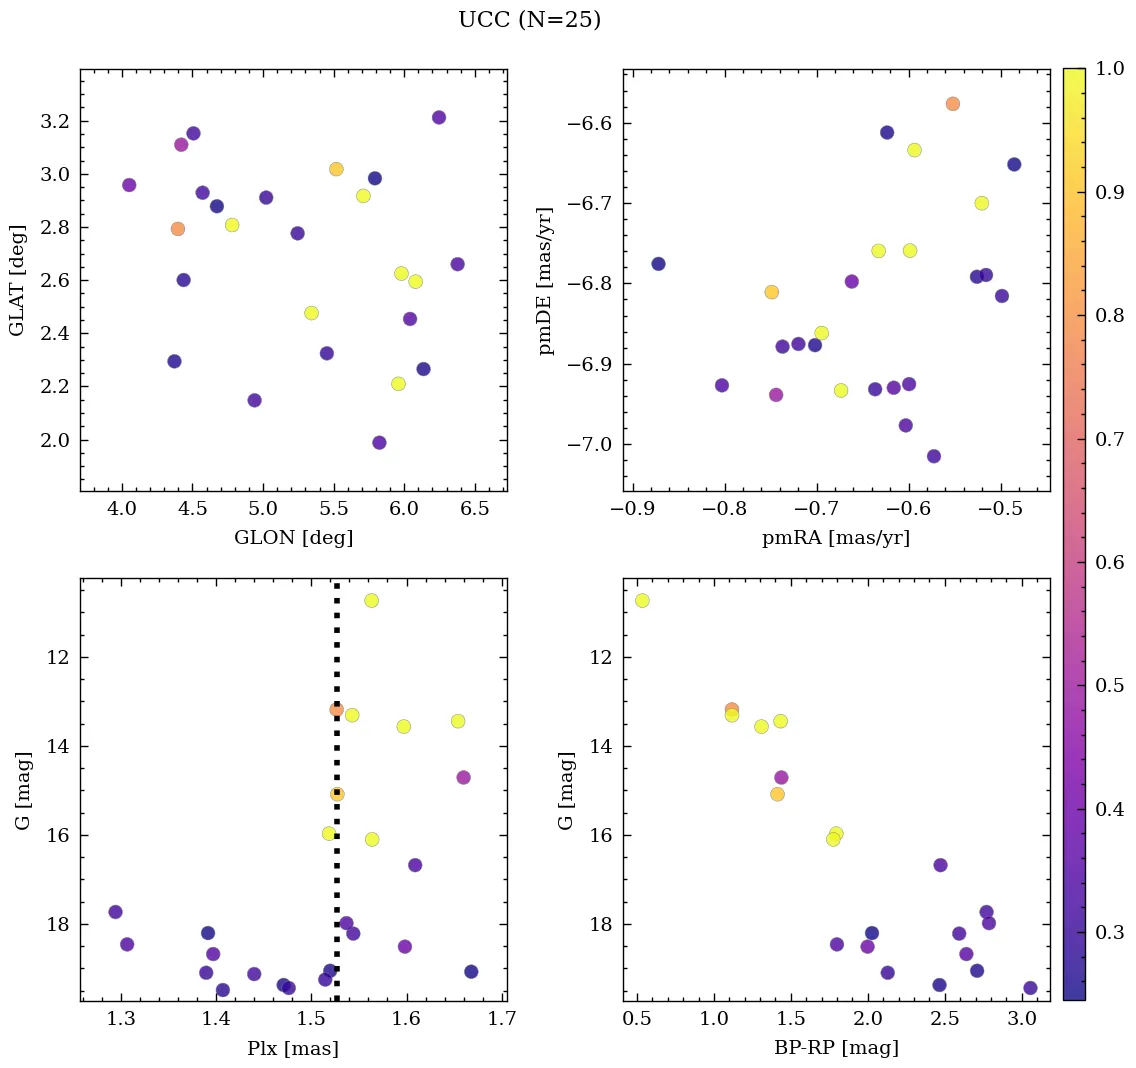 UCC (N=25)
3.2
3.0
2.8
2.6
2.4
2.2
2.0
GLAT [deg]
4.0 4.5 5.0 5.5 6.0 6.5
GLON [deg]
−6.6
−6.7
−6.8
−6.9
−7.0
pmDE [mas/yr]
−0.9 −0.8 −0.7 −0.6 −0.5
pmRA [mas/yr]
12
14
16
18
G [mag]
1.3 1.4 1.5 1.6 1.7
Plx [mas]
12
14
16
18
G [mag]
0.5 1.0 1.5 2.0 2.5 3.0
BP-RP [mag]
1.0
0.9
0.8
0.7
0.6
0.5
0.4
0.3